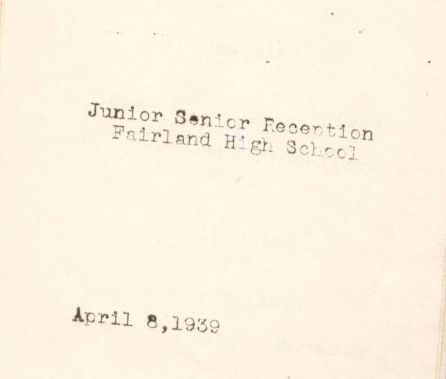 Junior Senior Reception
Fairland High School
April 8,1939